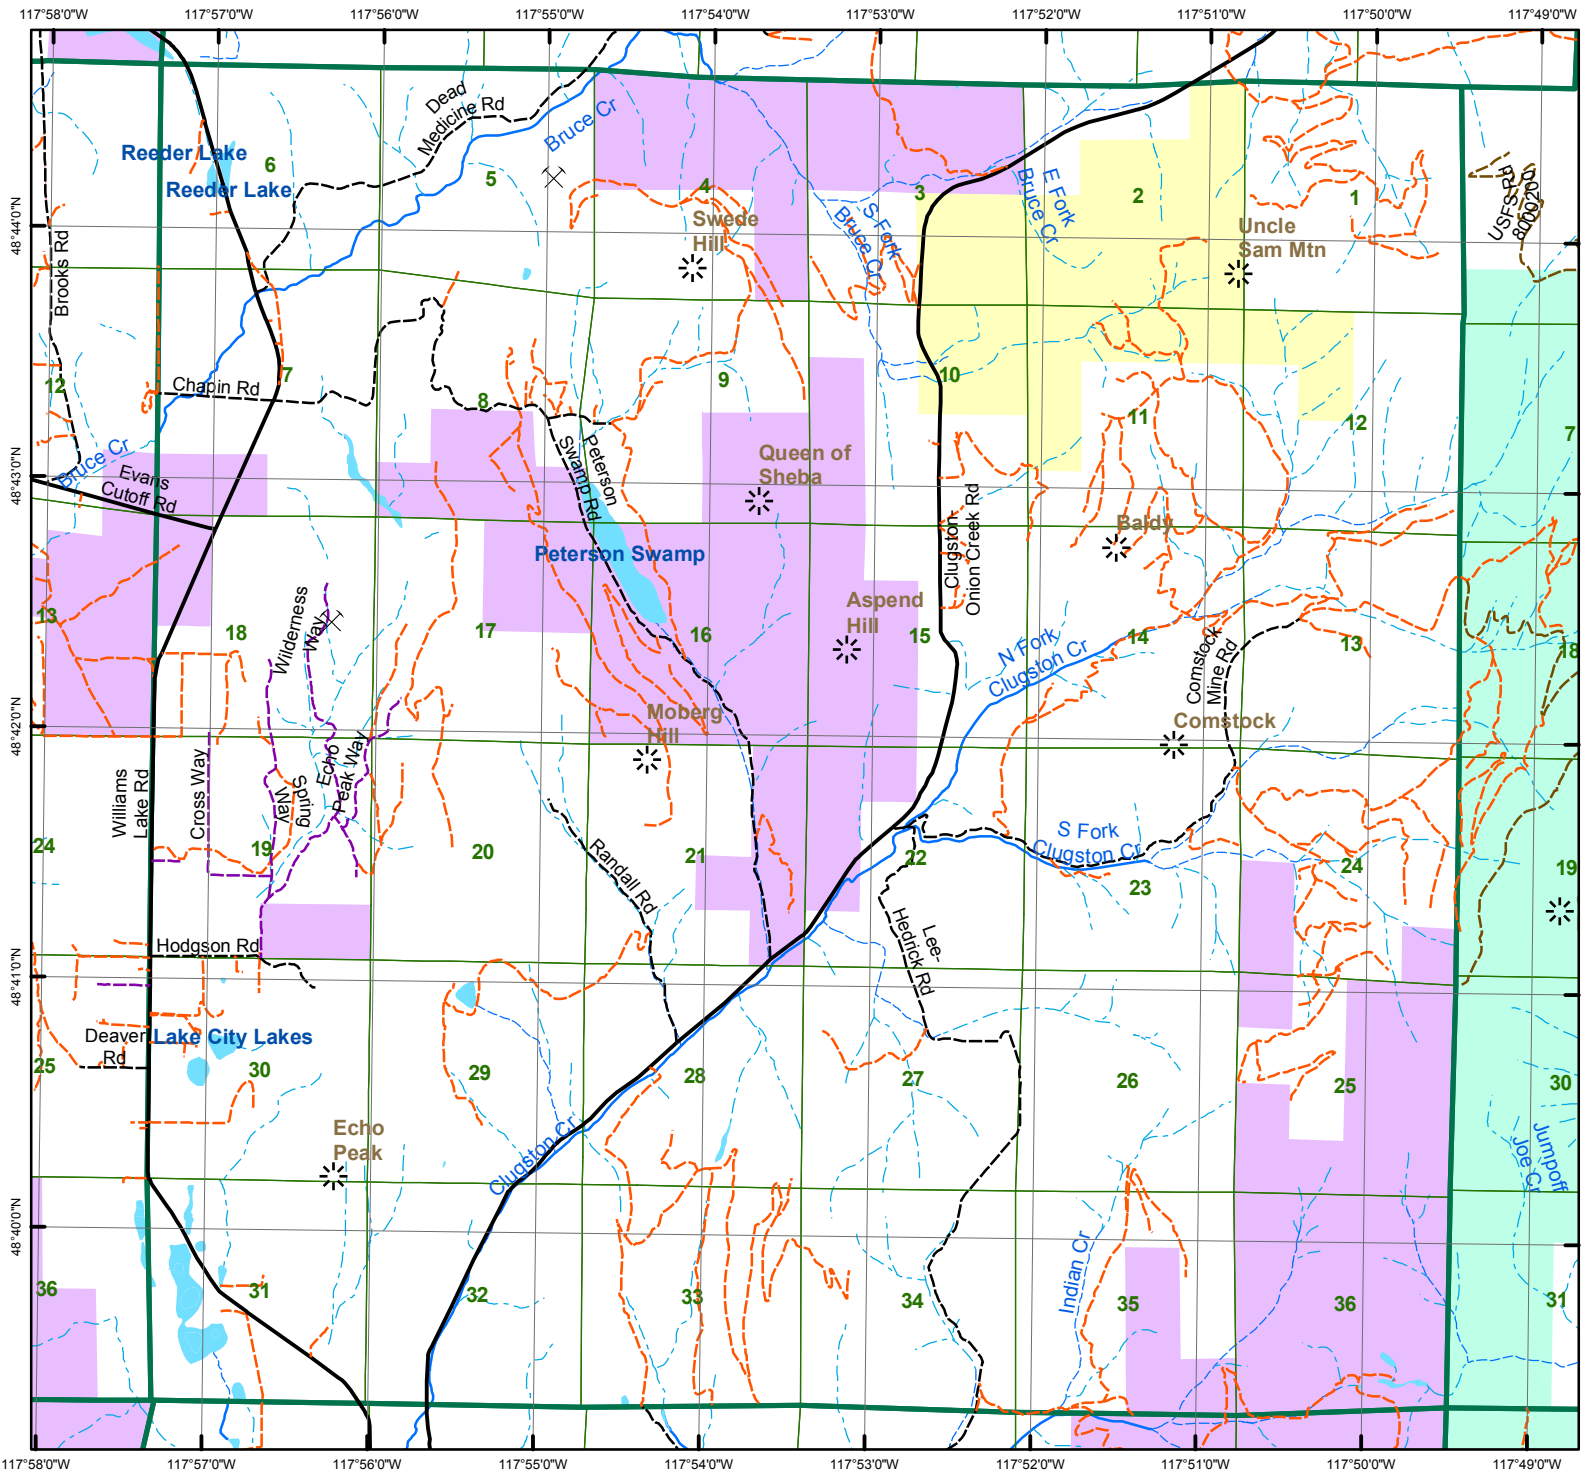 117°58'0"W 117°57'0"W 117°56'0"W 117°55'0"W 117°54'0"W 117°53'0"W 117°52'0"W 117°51'0"W 117°50'0"W 117°49'0"W
Dead
Medicine Rd
Bruce Cr
Reeder Lake
Reeder Lake
6
5
4
3
2
1
E Fork
Bruce Cr
S Fork
Bruce Cr
USFS Rd
8000200
48°44'0"N
Swede
Hill
Uncle
Sam Mtn
Brooks Rd
12
7
Chapin Rd
8
9
10
11
12
7
Bruce Cr
Evans
Cutoff Rd
48°43'0"N
Peterson
Swamp Rd
Queen of
Sheba
Clugston-
Onion Creek Rd
Baldy
Peterson Swamp
13
18
Wilderness
Way
17
16
Aspend
Hill
15
N Fork
Clugston Cr
14
Comstock
Mine Rd
13
18
48°42'0"N
Moberg
Hill
Comstock
Williams
Lake Rd
Cross Way
Spring
Way
Echo
Peak Way
24
19
20
Randall Rd
21
22
S Fork
Clugston Cr
23
24
19
Hodgson Rd
Lee-
Hedrick Rd
48°41'0"N
Deaver
Rd
Lake City Lakes
25
30
29
28
27
26
25
30
Echo
Peak
Clugston Cr
Jumpoff
Joe Cr
48°40'0"N
Indian Cr
36
31
32
33
34
35
36
31
117°58'0"W 117°57'0"W 117°56'0"W 117°55'0"W 117°54'0"W 117°53'0"W 117°52'0"W 117°51'0"W 117°50'0"W 117°49'0"W